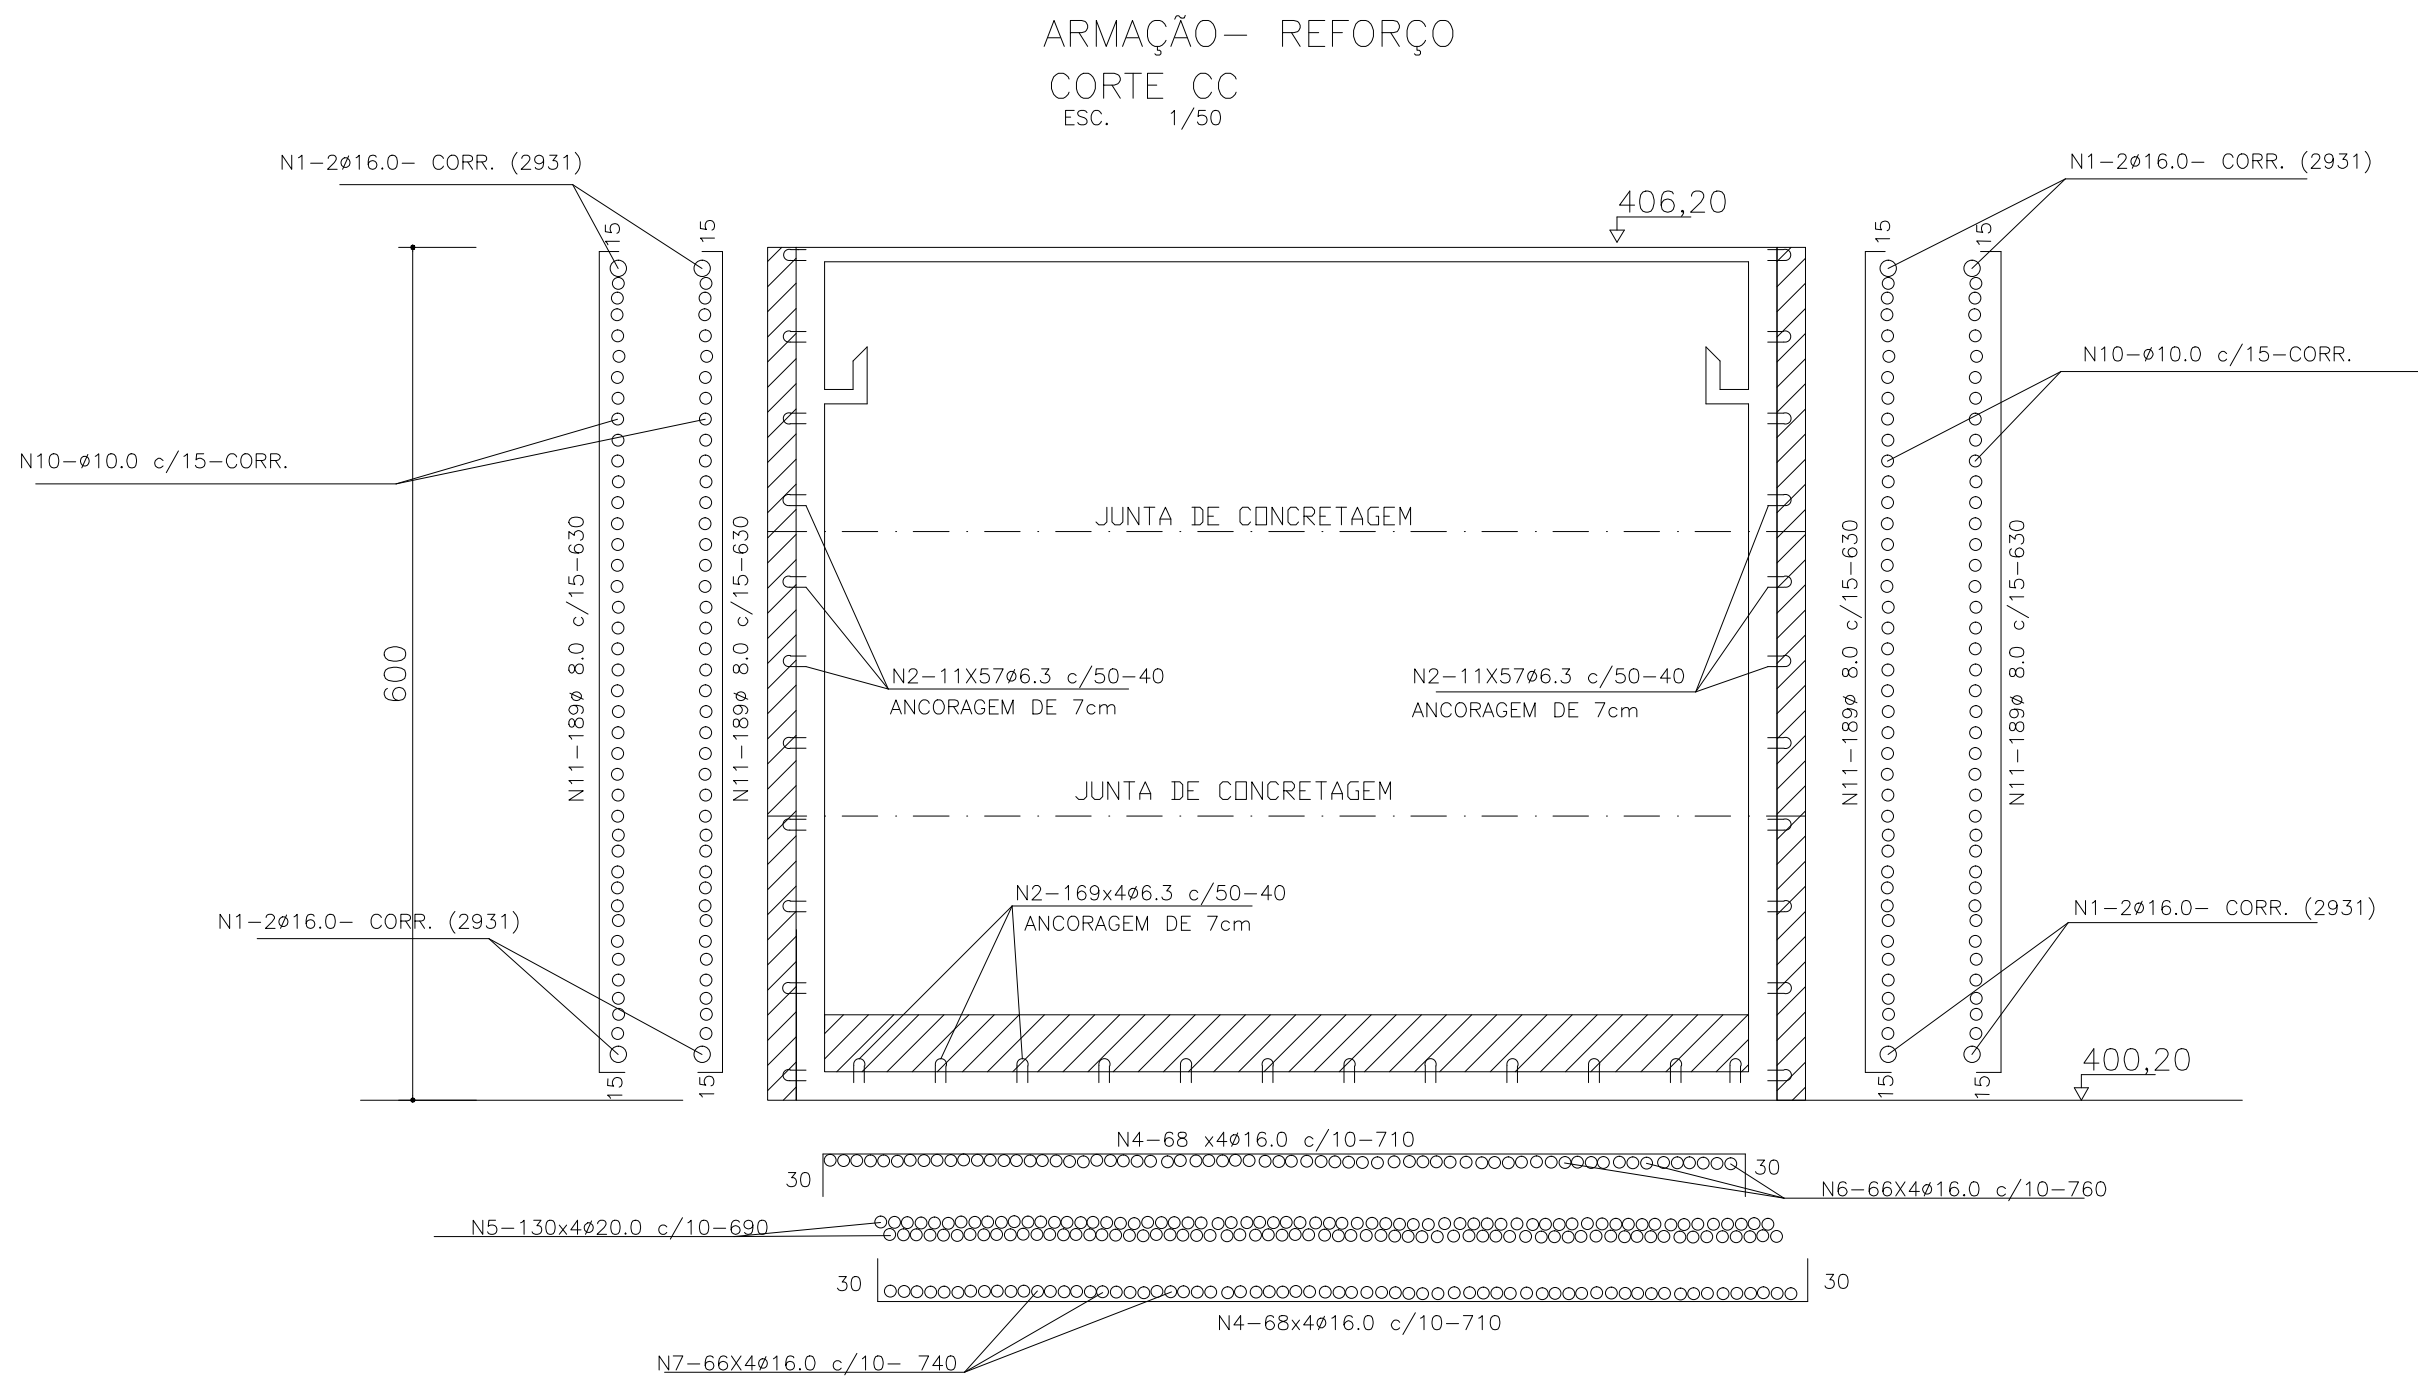 ARMAÇÃO- REFORÇO
CORTE CC
ESC. 1/50
N1-2ø16.0- CORR. (2931)
N1-2ø16.0- CORR. (2931)
406,20
15
15
15
15
N10-ø10.0 c/15-CORR.
N10-ø10.0 c/15-CORR.
JUNTA DE CONCRETAGEM
600
N11-189ø 8.0 c/15-630
N11-189ø 8.0 c/15-630
N11-189ø 8.0 c/15-630
N11-189ø 8.0 c/15-630
N2-11X57ø6.3 c/50-40
ANCORAGEM DE 7cm
N2-11X57ø6.3 c/50-40
ANCORAGEM DE 7cm
JUNTA DE CONCRETAGEM
N2-169x4ø6.3 c/50-40
ANCORAGEM DE 7cm
N1-2ø16.0- CORR. (2931)
N1-2ø16.0- CORR. (2931)
400,20
15
15
15
15
N4-68 x4ø16.0 c/10-710
30
30
N6-66X4ø16.0 c/10-760
N5-130x4ø20.0 c/10-690
30
30
N4-68x4ø16.0 c/10-710
N7-66X4ø16.0 c/10- 740